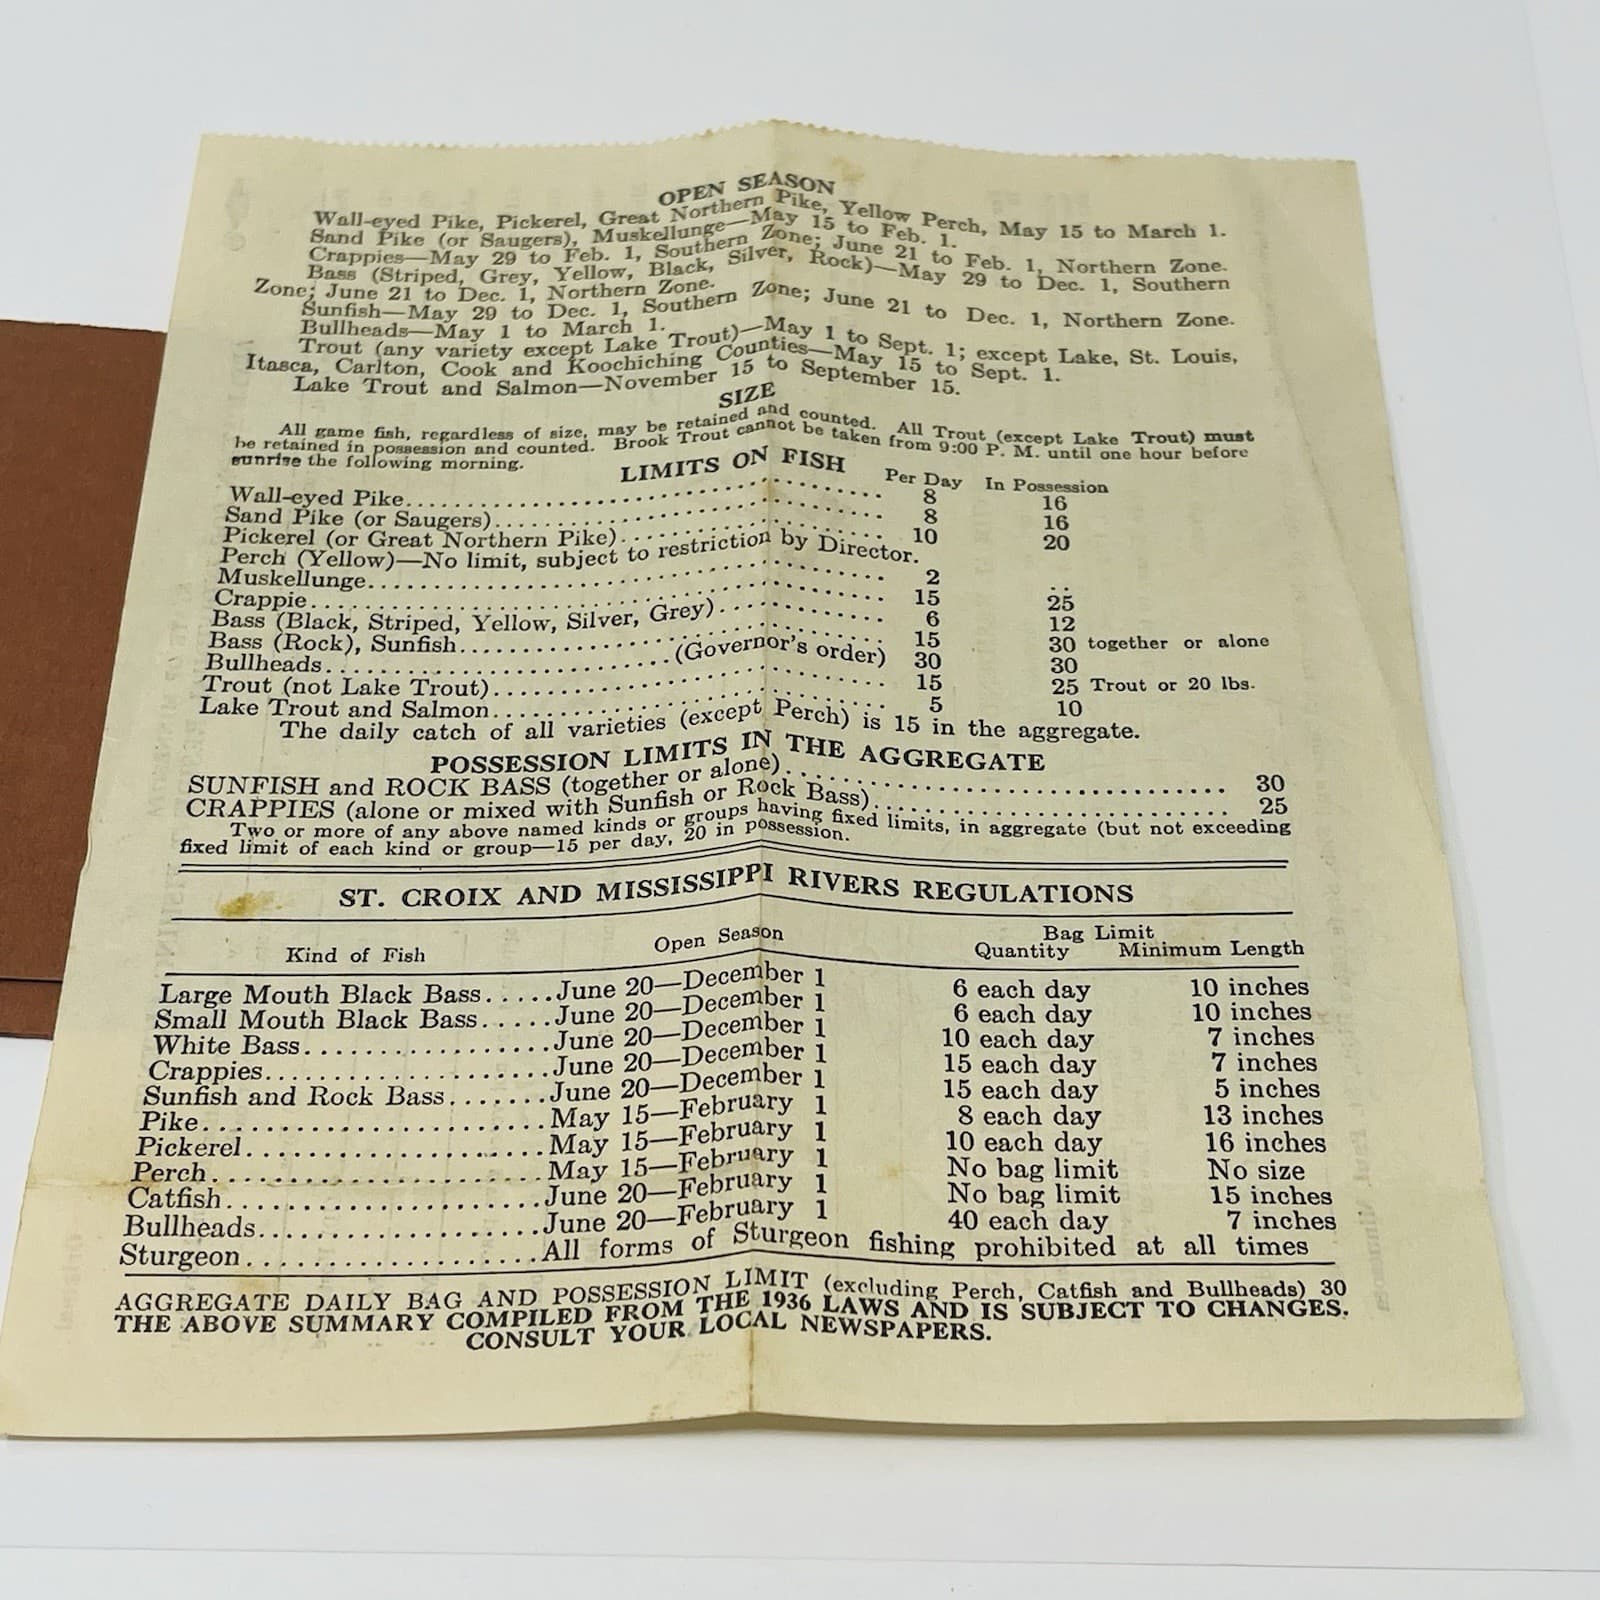 OPEN SEASON
Wall-eyed Pike, Pickerel, Great Northern Pike, Yellow Perch, May 15 to March 1.
Sand Pike (or Saugers), Muskellunge—May 15 to Feb. 1.
Crappies—May 29 to Feb. 1, Southern Zone; June 21 to Feb. 1, Northern Zone.
Bass (Striped, Grey, Yellow, Black, Silver, Rock)—May 29 to Dec. 1, Southern
Zone; June 21 to Dec. 1, Northern Zone.
Sunfish—May 29 to Dec. 1, Southern Zone; June 21 to Dec. 1, Northern Zone.
Bullheads—May 1 to March 1.
Trout (any variety except Lake Trout)—May 1 to Sept. 1; except Lake, St. Louis,
Itasca, Carlton, Cook and Koochiching Counties—May 15 to Sept. 1.
Lake Trout and Salmon—November 15 to September 15.
SIZE
All game fish, regardless of size, may be retained and counted. All Trout (except Lake Trout) must
be retained in possession and counted. Brook Trout cannot be taken from 9:00 P. M. until one hour before
sunrise the following morning.
LIMITS ON FISH Per Day In Possession
Wall-eyed Pike 8 16
Sand Pike (or Saugers) 8 16
Pickerel (or Great Northern Pike) 10 20
Perch (Yellow)—No limit, subject to restriction by Director.
Muskellunge 2 ..
Crappie 15 25
Bass (Black, Striped, Yellow, Silver, Grey) 6 12
Bass (Rock), Sunfish 15 30 together or alone
Bullheads (Governor's order) 30 30
Trout (not Lake Trout) 15 25 Trout or 20 lbs.
Lake Trout and Salmon 5 10
The daily catch of all varieties (except Perch) is 15 in the aggregate.
POSSESSION LIMITS IN THE AGGREGATE
SUNFISH and ROCK BASS (together or alone) 30
CRAPPIES (alone or mixed with Sunfish or Rock Bass) 25
Two or more of any above named kinds or groups having fixed limits, in aggregate (but not exceeding
fixed limit of each kind or group—15 per day, 20 in possession.
ST. CROIX AND MISSISSIPPI RIVERS REGULATIONS
Bag Limit
Kind of Fish Open Season Quantity Minimum Length
Large Mouth Black Bass June 20—December 1 6 each day 10 inches
Small Mouth Black Bass June 20—December 1 6 each day 10 inches
White Bass June 20—December 1 10 each day 7 inches
Crappies June 20—December 1 15 each day 7 inches
Sunfish and Rock Bass June 20—December 1 15 each day 5 inches
Pike May 15—February 1 8 each day 13 inches
Pickerel May 15—February 1 10 each day 16 inches
Perch May 15—February 1 No bag limit No size
Catfish June 20—February 1 No bag limit 15 inches
Bullheads June 20—February 1 40 each day 7 inches
Sturgeon All forms of Sturgeon fishing prohibited at all times
AGGREGATE DAILY BAG AND POSSESSION LIMIT (excluding Perch, Catfish and Bullheads) 30
THE ABOVE SUMMARY COMPILED FROM THE 1936 LAWS AND IS SUBJECT TO CHANGES.
CONSULT YOUR LOCAL NEWSPAPERS.